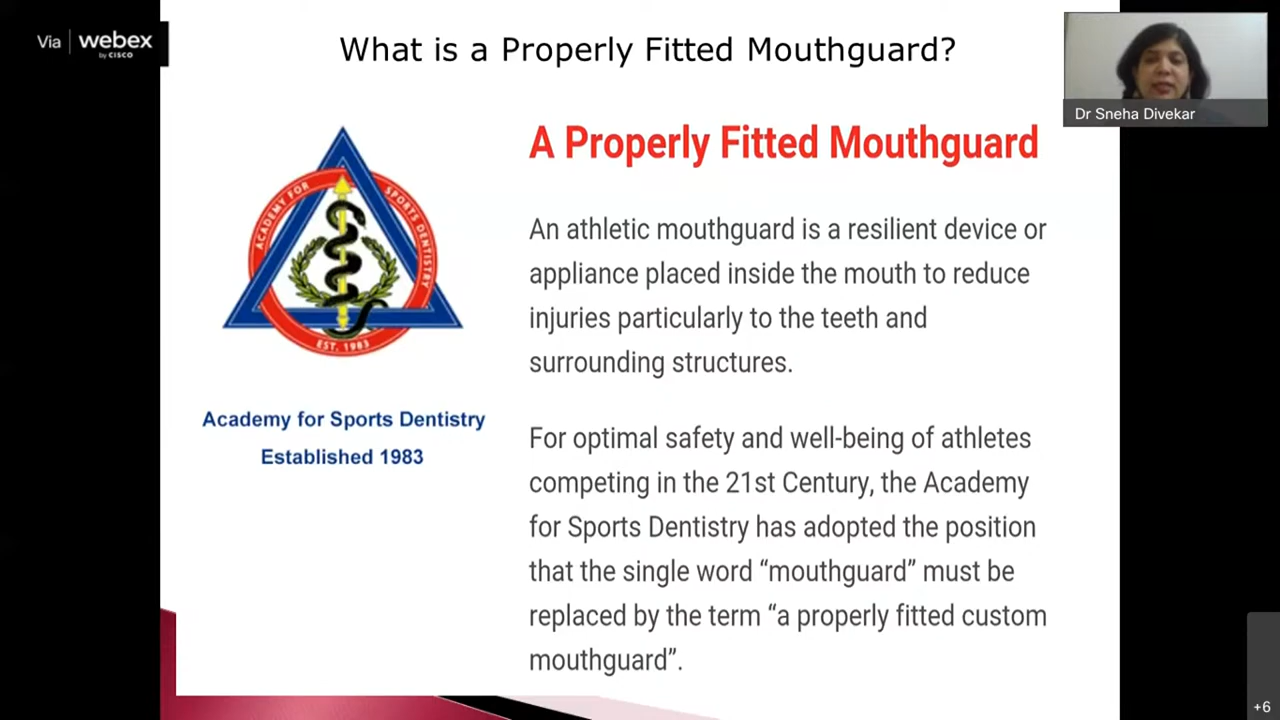 Via webex
by CISCO
What is a Properly Fitted Mouthguard?
Dr Sneha Divekar
ACADEMY FOR SPORTS DENTISTRY
EST. 1983
Academy for Sports Dentistry
Established 1983
A Properly Fitted Mouthguard
An athletic mouthguard is a resilient device or
appliance placed inside the mouth to reduce
injuries particularly to the teeth and
surrounding structures.
For optimal safety and well-being of athletes
competing in the 21st Century, the Academy
for Sports Dentistry has adopted the position
that the single word “mouthguard” must be
replaced by the term “a properly fitted custom
mouthguard”.
+6